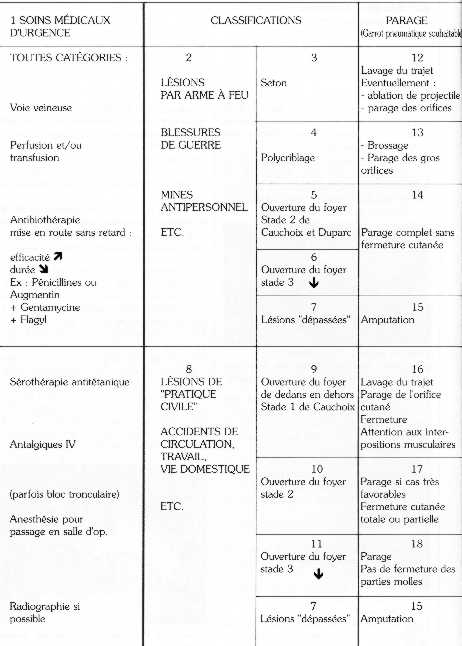 1 SOINS MÉDICAUX
D'URGENCE
CLASSIFICATIONS
PARAGE
(Garrot pneumatique souhaitable
TOUTES CATÉGORIES :
Voie veineuse
Perfusion et/ou
transfusion
Antibiothérapie
mise en route sans retard :
efficacité ↗
durée ↘
Ex : Pénicillines ou
Augmentin
+ Gentamycine
+ Flagyl
2
LÉSIONS
PAR ARME À FEU
BLESSURES
DE GUERRE
MINES
ANTIPERSONNEL
ETC.
3
Seton
4
Polycriblage
5
Ouverture du foyer
Stade 2 de
Cauchoix et Duparc
6
Ouverture du foyer
stade 3 ↓
7
Lésions "dépassées"
12
Lavage du trajet
Eventuellement :
- ablation de projectile
- parage des orifices
13
- Brossage
- Parage des gros
orifices
14
Parage complet sans
fermeture cutanée
15
Amputation
Sérothérapie antitétanique
Antalgiques IV
(parfois bloc tronculaire)
Anesthésie pour
passage en salle d'op.
Radiographie si
possible
8
LÉSIONS DE
"PRATIQUE
CIVILE"
ACCIDENTS DE
CIRCULATION,
TRAVAIL,
VIE DOMESTIQUE
ETC.
9
Ouverture du foyer
de dedans en dehors
Stade 1 de Cauchoix
10
Ouverture du foyer
stade 2
11
Ouverture du foyer
stade 3 ↓
7
Lésions "dépassées"
16
Lavage du trajet
Parage de l'orifice
cutané
Fermeture
Attention aux inter-
positions musculaires
17
Parage si cas très
favorables
Fermeture cutanée
totale ou partielle
18
Parage
Pas de fermeture des
parties molles
15
Amputation